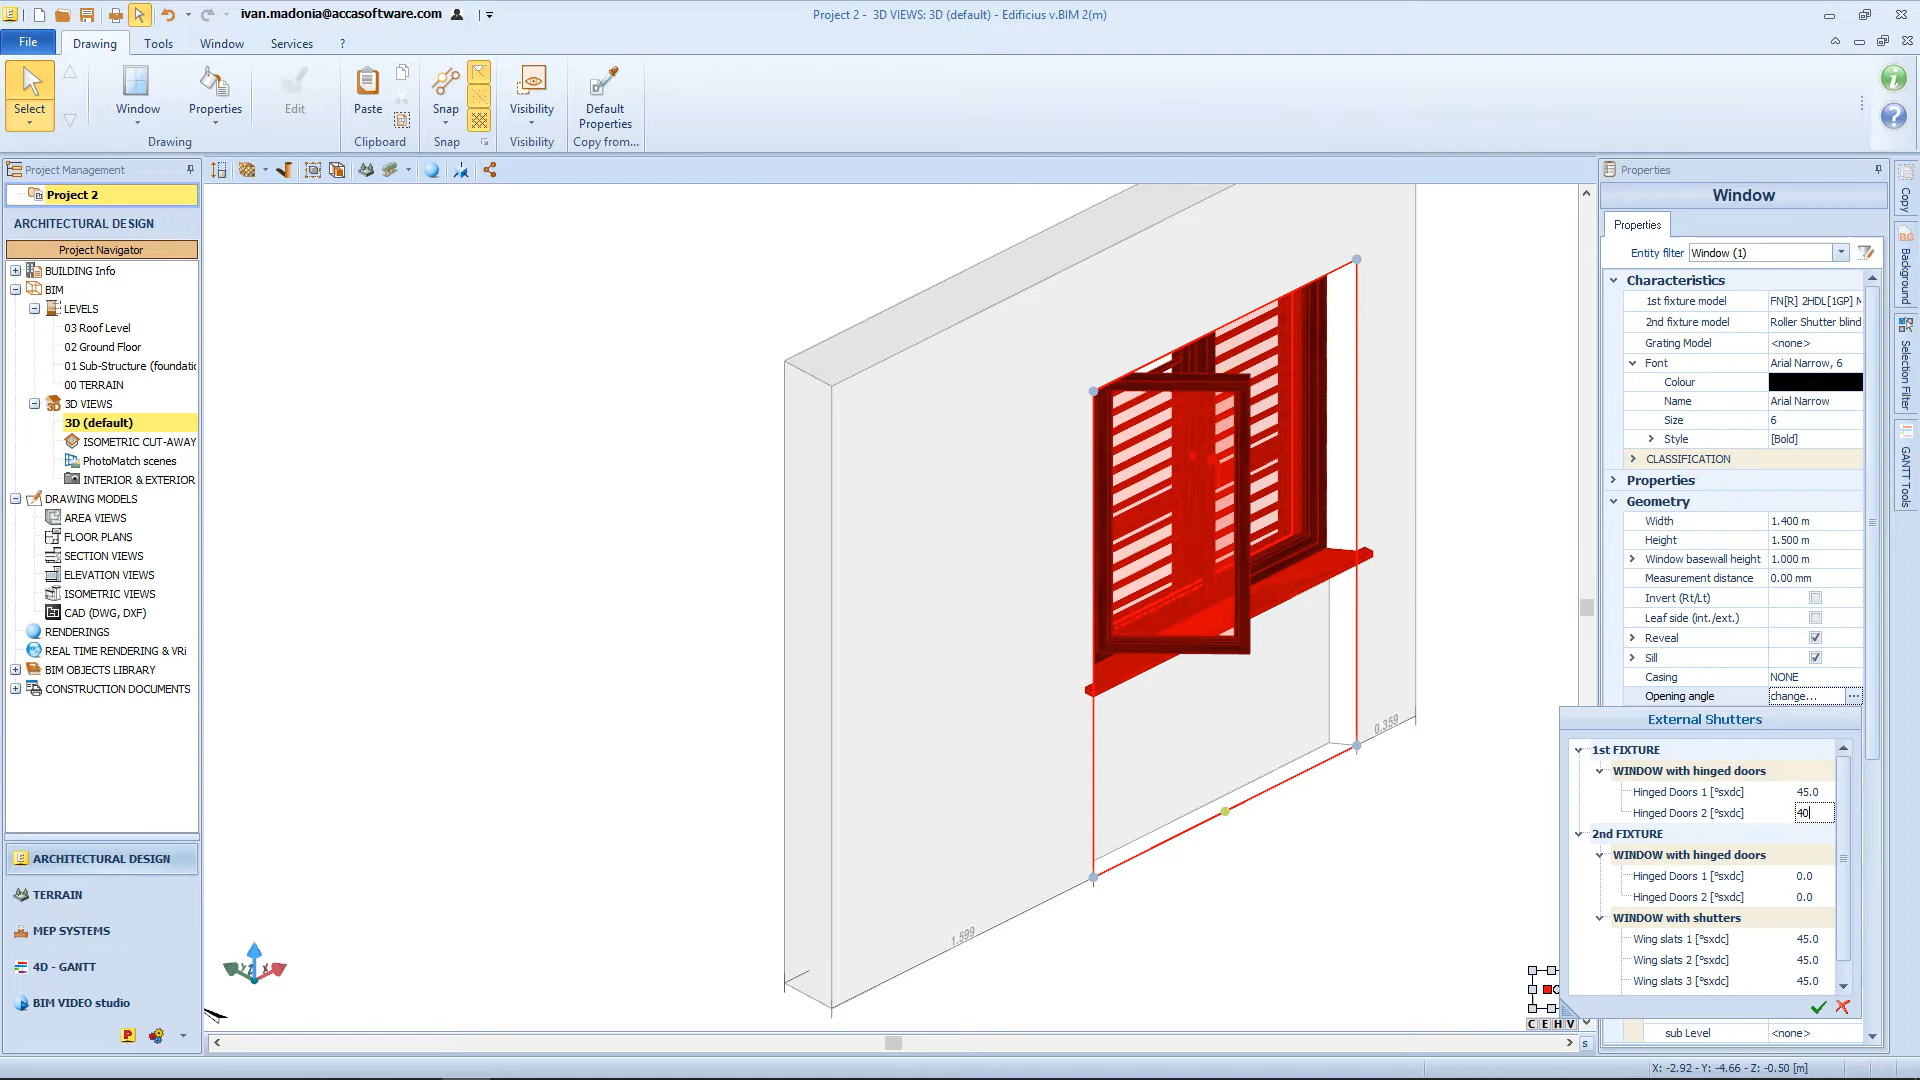 ivan.madonia@accasoftware.com
Project 2 - 3D VIEWS: 3D (default) - Edificius v.BIM 2(m)
File
Drawing
Tools
Window
Services
?
Select
Window
Properties
Edit
Paste
Snap
Visibility
Default
Properties
Drawing
Clipboard
Snap
Visibility
Copy from...
Project Management
Project 2
ARCHITECTURAL DESIGN
Project Navigator
BUILDING Info
BIM
LEVELS
03 Roof Level
02 Ground Floor
01 Sub-Structure (foundatic
00 TERRAIN
3D VIEWS
3D (default)
ISOMETRIC CUT-AWAY
PhotoMatch scenes
INTERIOR & EXTERIOR
DRAWING MODELS
AREA VIEWS
FLOOR PLANS
SECTION VIEWS
ELEVATION VIEWS
ISOMETRIC VIEWS
CAD (DWG, DXF)
RENDERINGS
REAL TIME RENDERING & VRi
BIM OBJECTS LIBRARY
CONSTRUCTION DOCUMENTS
ARCHITECTURAL DESIGN
TERRAIN
MEP SYSTEMS
4D - GANTT
BIM VIDEO studio
1.599
0.359
C E H V
S
Properties
Window
Properties
Entity filter Window (1)
Characteristics
1st fixture model FN[R] 2HDL[1GP] M
2nd fixture model Roller Shutter blind
Grating Model <none>
Font Arial Narrow, 6
Colour
Name Arial Narrow
Size 6
Style [Bold]
CLASSIFICATION
Properties
Geometry
Width 1.400 m
Height 1.500 m
Window basewall height 1.000 m
Measurement distance 0.00 mm
Invert (Rt/Lt)
Leaf side (int./ext.)
Reveal
Sill
Casing NONE
Opening angle change... ...
External Shutters
1st FIXTURE
WINDOW with hinged doors
Hinged Doors 1 [°sxdc] 45.0
Hinged Doors 2 [°sxdc] 40
2nd FIXTURE
WINDOW with hinged doors
Hinged Doors 1 [°sxdc] 0.0
Hinged Doors 2 [°sxdc] 0.0
WINDOW with shutters
Wing slats 1 [°sxdc] 45.0
Wing slats 2 [°sxdc] 45.0
Wing slats 3 [°sxdc] 45.0
sub Level <none>
Copy
Background
Selection Filter
GANTT Tools
X: -2.92 - Y: -4.66 - Z: -0.50 [m]